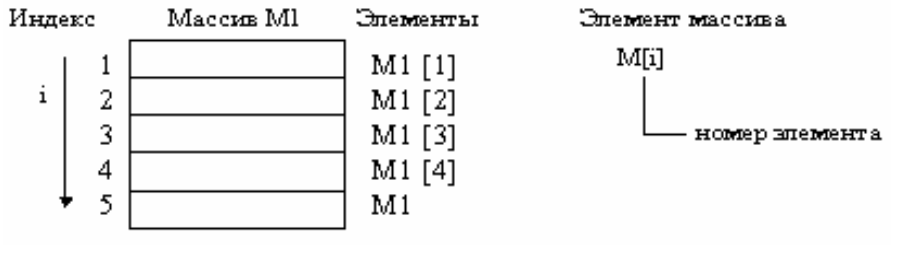 Индекс Массив M1 Элементы Элемент массива
1 M1 [1] M[i]
i 2 M1 [2]
3 M1 [3] номер элемента
4 M1 [4]
5 M1